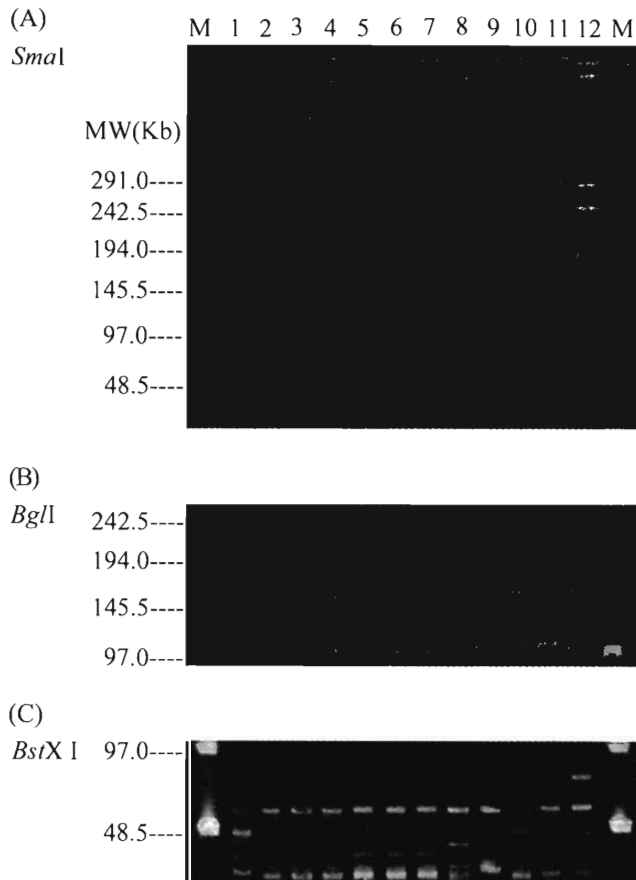 (A)
M 1 2 3 4 5 6 7 8 9 10 11 12 M
SmaI
MW(Kb)
291.0----
242.5----
194.0----
145.5----
97.0----
48.5----
(B)
BglI
242.5----
194.0----
145.5----
97.0----
(C)
BstX I
97.0----
48.5----